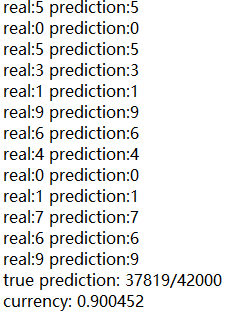 real:5 prediction:5
real:0 prediction:0
real:5 prediction:5
real:3 prediction:3
real:1 prediction:1
real:9 prediction:9
real:6 prediction:6
real:4 prediction:4
real:0 prediction:0
real:1 prediction:1
real:7 prediction:7
real:6 prediction:6
real:9 prediction:9
true prediction: 37819/42000
currency: 0.900452